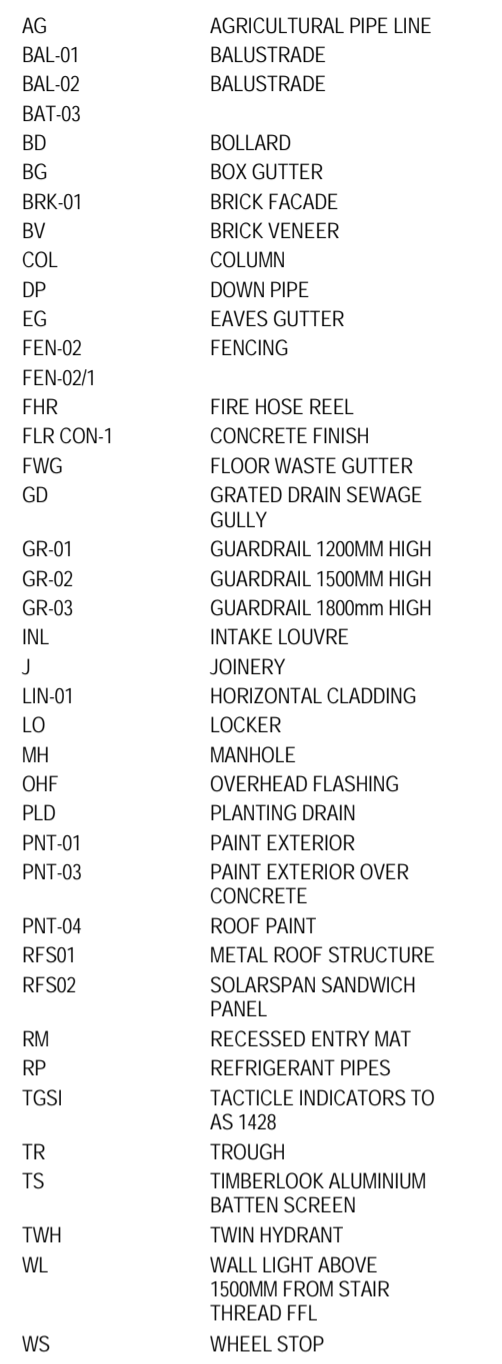 AG AGRICULTURAL PIPE LINE
BAL-01 BALUSTRADE
BAL-02 BALUSTRADE
BAT-03
BD BOLLARD
BG BOX GUTTER
BRK-01 BRICK FACADE
BV BRICK VENEER
COL COLUMN
DP DOWN PIPE
EG EAVES GUTTER
FEN-02 FENCING
FEN-02/1
FHR FIRE HOSE REEL
FLR CON-1 CONCRETE FINISH
FWG FLOOR WASTE GUTTER
GD GRATED DRAIN SEWAGE
GULLY
GR-01 GUARDRAIL 1200MM HIGH
GR-02 GUARDRAIL 1500MM HIGH
GR-03 GUARDRAIL 1800mm HIGH
INL INTAKE LOUVRE
J JOINERY
LIN-01 HORIZONTAL CLADDING
LO LOCKER
MH MANHOLE
OHF OVERHEAD FLASHING
PLD PLANTING DRAIN
PNT-01 PAINT EXTERIOR
PNT-03 PAINT EXTERIOR OVER
CONCRETE
PNT-04 ROOF PAINT
RFS01 METAL ROOF STRUCTURE
RFS02 SOLARSPAN SANDWICH
PANEL
RM RECESSED ENTRY MAT
RP REFRIGERANT PIPES
TGSI TACTICLE INDICATORS TO
AS 1428
TR TROUGH
TS TIMBERLOOK ALUMINIUM
BATTEN SCREEN
TWH TWIN HYDRANT
WL WALL LIGHT ABOVE
1500MM FROM STAIR
THREAD FFL
WS WHEEL STOP